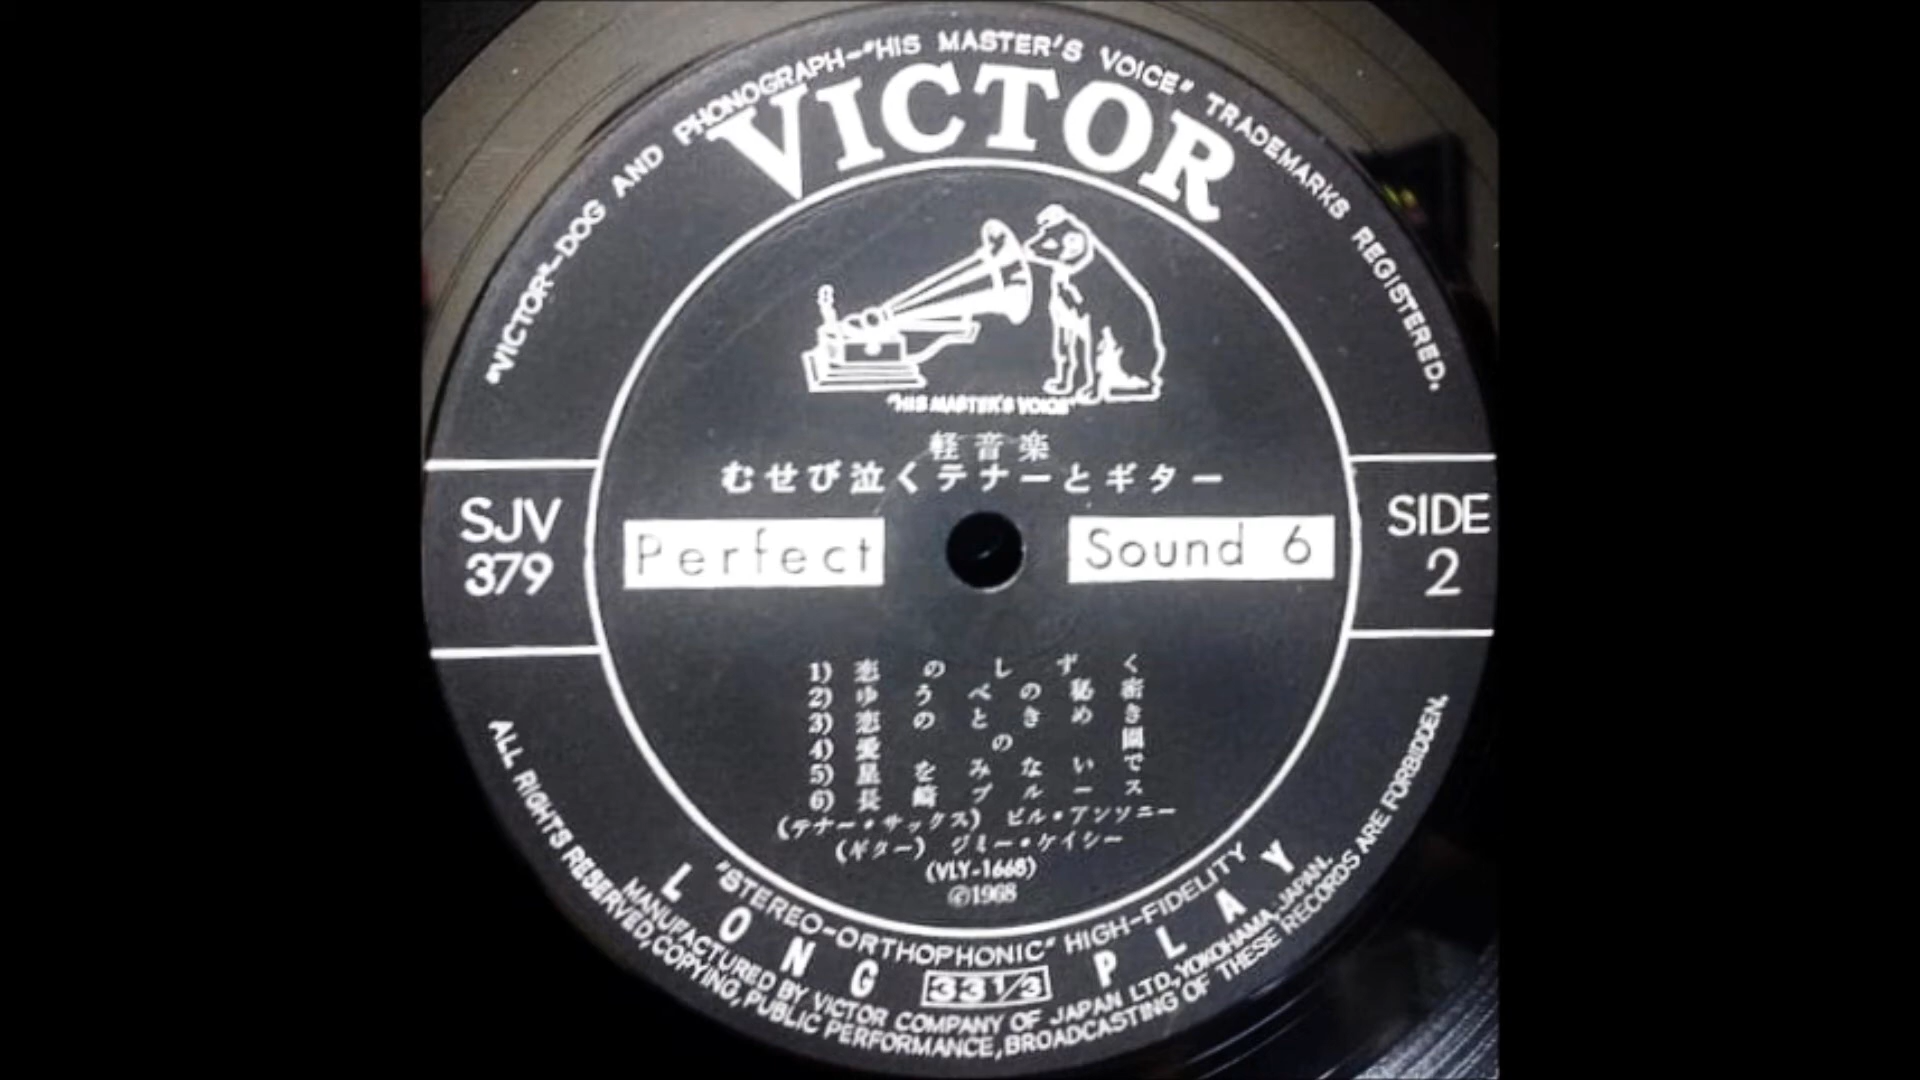 "VICTOR"-DOG AND PHONOGRAPH-"HIS MASTER'S VOICE" TRADEMARKS REGISTERED.
VICTOR
"HIS MASTER'S VOICE"
軽音楽
むせび泣くテナーとギター
SJV
379
Perfect Sound 6
SIDE
2
1) 恋のしずく
2) ゆうべの秘密
3) 恋のときめき
4) 愛の園
5) 星をみないで
6) 長崎ブルース
(テナー・サックス) ビル・アンソニー
(ギター) ジミー・ケイシー
(VLY-1668)
©1968
"STEREO-ORTHOPHONIC" HIGH-FIDELITY
LONG 33 1/3 PLAY
MANUFACTURED BY VICTOR COMPANY OF JAPAN LTD., YOKOHAMA, JAPAN.
ALL RIGHTS RESERVED, COPYING, PUBLIC PERFORMANCE, BROADCASTING OF THESE RECORDS ARE FORBIDDEN.